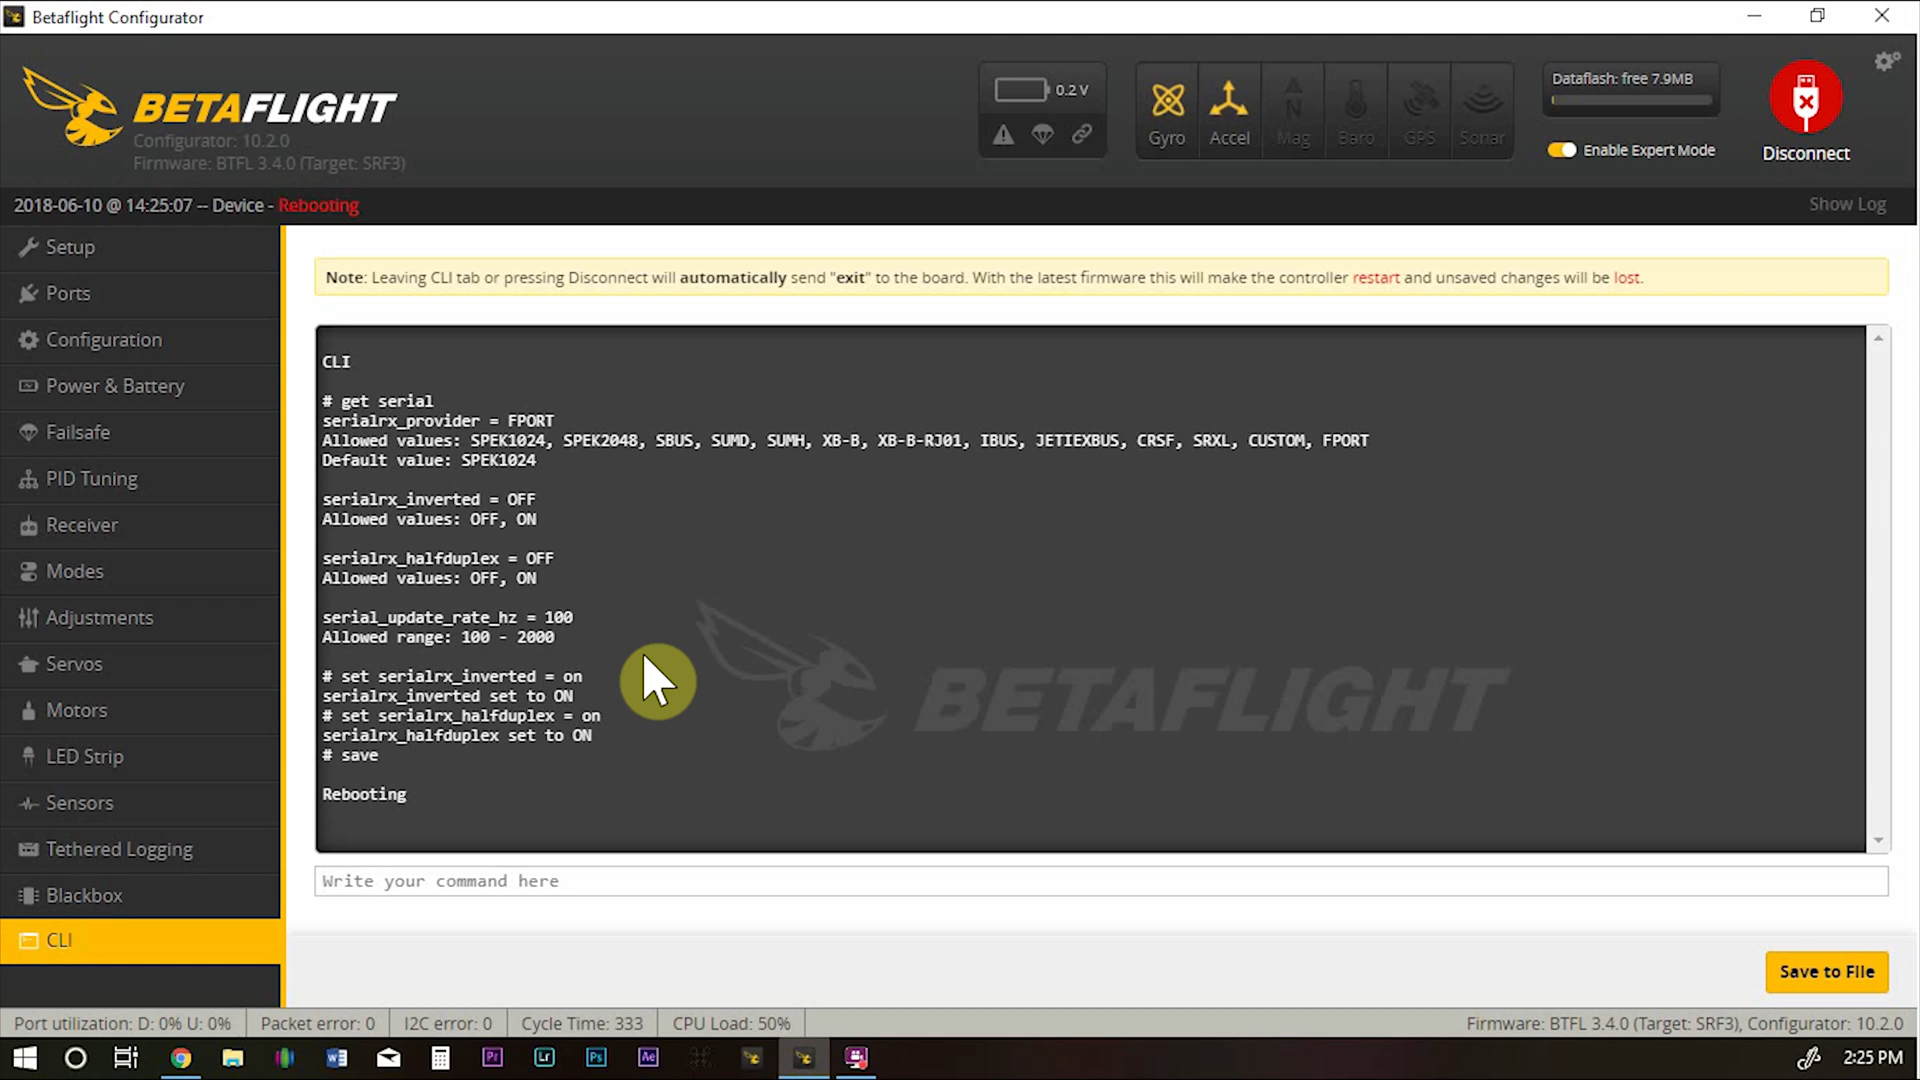 Betaflight Configurator
BETAFLIGHT
Configurator: 10.2.0
Firmware: BTFL 3.4.0 (Target: SRF3)
0.2 V
Gyro
Accel
Mag
Baro
GPS
Sonar
Dataflash: free 7.9MB
Enable Expert Mode
Disconnect
2018-06-10 @ 14:25:07 -- Device - Rebooting
Show Log
Setup
Ports
Configuration
Power & Battery
Failsafe
PID Tuning
Receiver
Modes
Adjustments
Servos
Motors
LED Strip
Sensors
Tethered Logging
Blackbox
CLI
Note: Leaving CLI tab or pressing Disconnect will automatically send "exit" to the board. With the latest firmware this will make the controller restart and unsaved changes will be lost.
CLI
# get serial
serialrx_provider = FPORT
Allowed values: SPEK1024, SPEK2048, SBUS, SUMD, SUMH, XB-B, XB-B-RJ01, IBUS, JETIEXBUS, CRSF, SRXL, CUSTOM, FPORT
Default value: SPEK1024
serialrx_inverted = OFF
Allowed values: OFF, ON
serialrx_halfduplex = OFF
Allowed values: OFF, ON
serial_update_rate_hz = 100
Allowed range: 100 - 2000
# set serialrx_inverted = on
serialrx_inverted set to ON
# set serialrx_halfduplex = on
serialrx_halfduplex set to ON
# save
Rebooting
BETAFLIGHT
Write your command here
Save to File
Port utilization: D: 0% U: 0%
Packet error: 0
I2C error: 0
Cycle Time: 333
CPU Load: 50%
Firmware: BTFL 3.4.0 (Target: SRF3), Configurator: 10.2.0
W
Pr
Lr
Ps
Ae
2:25 PM